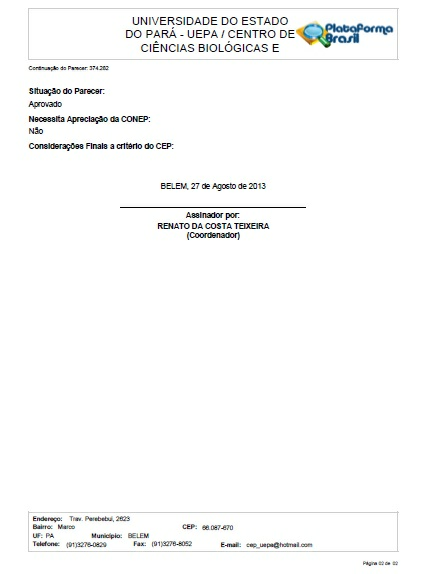 UNIVERSIDADE DO ESTADO
DO PARÁ - UEPA / CENTRO DE
CIÊNCIAS BIOLÓGICAS E
Plataforma
Brasil
Continuação do Parecer: 374.262
Situação do Parecer:
Aprovado
Necessita Apreciação da CONEP:
Não
Considerações Finais a critério do CEP:
BELEM, 27 de Agosto de 2013
Assinador por:
RENATO DA COSTA TEIXEIRA
(Coordenador)
Endereço: Trav. Perebebui, 2623
Bairro: Marco CEP: 66.087-670
UF: PA Município: BELEM
Telefone: (91)3276-0829 Fax: (91)3276-8052 E-mail: cep_uepa@hotmail.com
Página 02 de 02